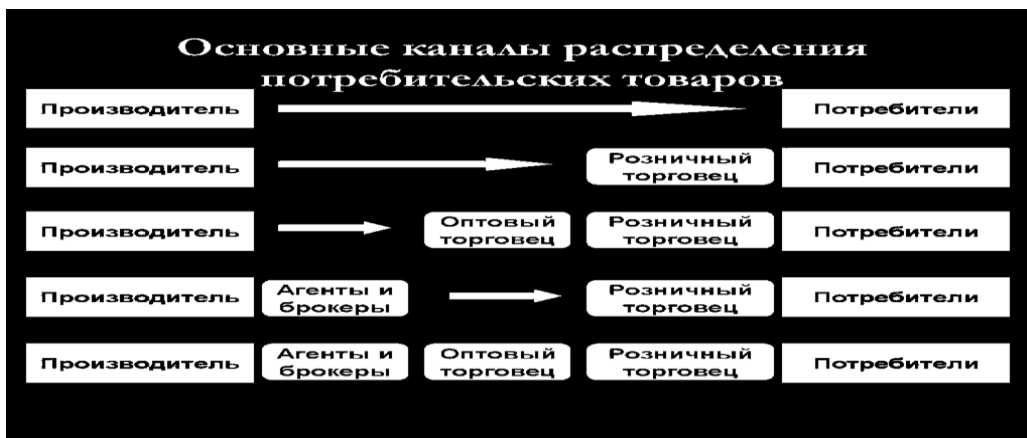 Основные каналы распределения
потребительских товаров
Производитель
Потребители
Производитель
Розничный
торговец
Потребители
Производитель
Оптовый
торговец
Розничный
торговец
Потребители
Производитель
Агенты и
брокеры
Розничный
торговец
Потребители
Производитель
Агенты и
брокеры
Оптовый
торговец
Розничный
торговец
Потребители